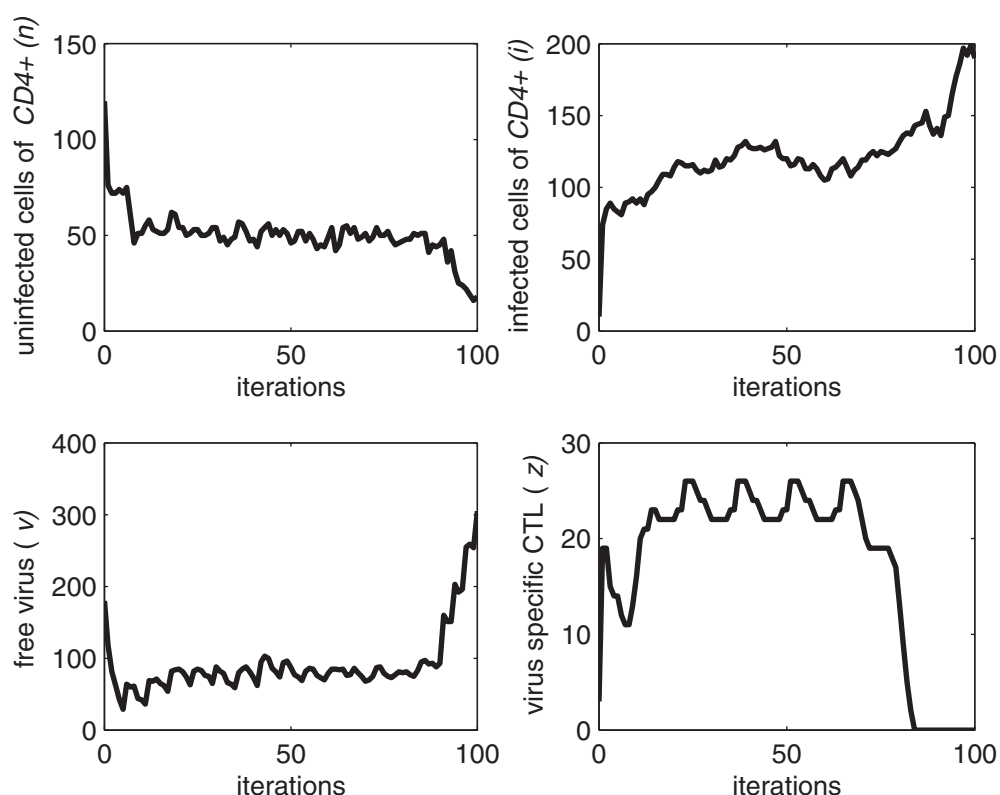 uninfected cells of CD4+ (n)
150
100
50
0
0 50 100
iterations
infected cells of CD4+ (i)
200
150
100
50
0
0 50 100
iterations
free virus ( v)
400
300
200
100
0
0 50 100
iterations
virus specific CTL ( z)
30
20
10
0
0 50 100
iterations